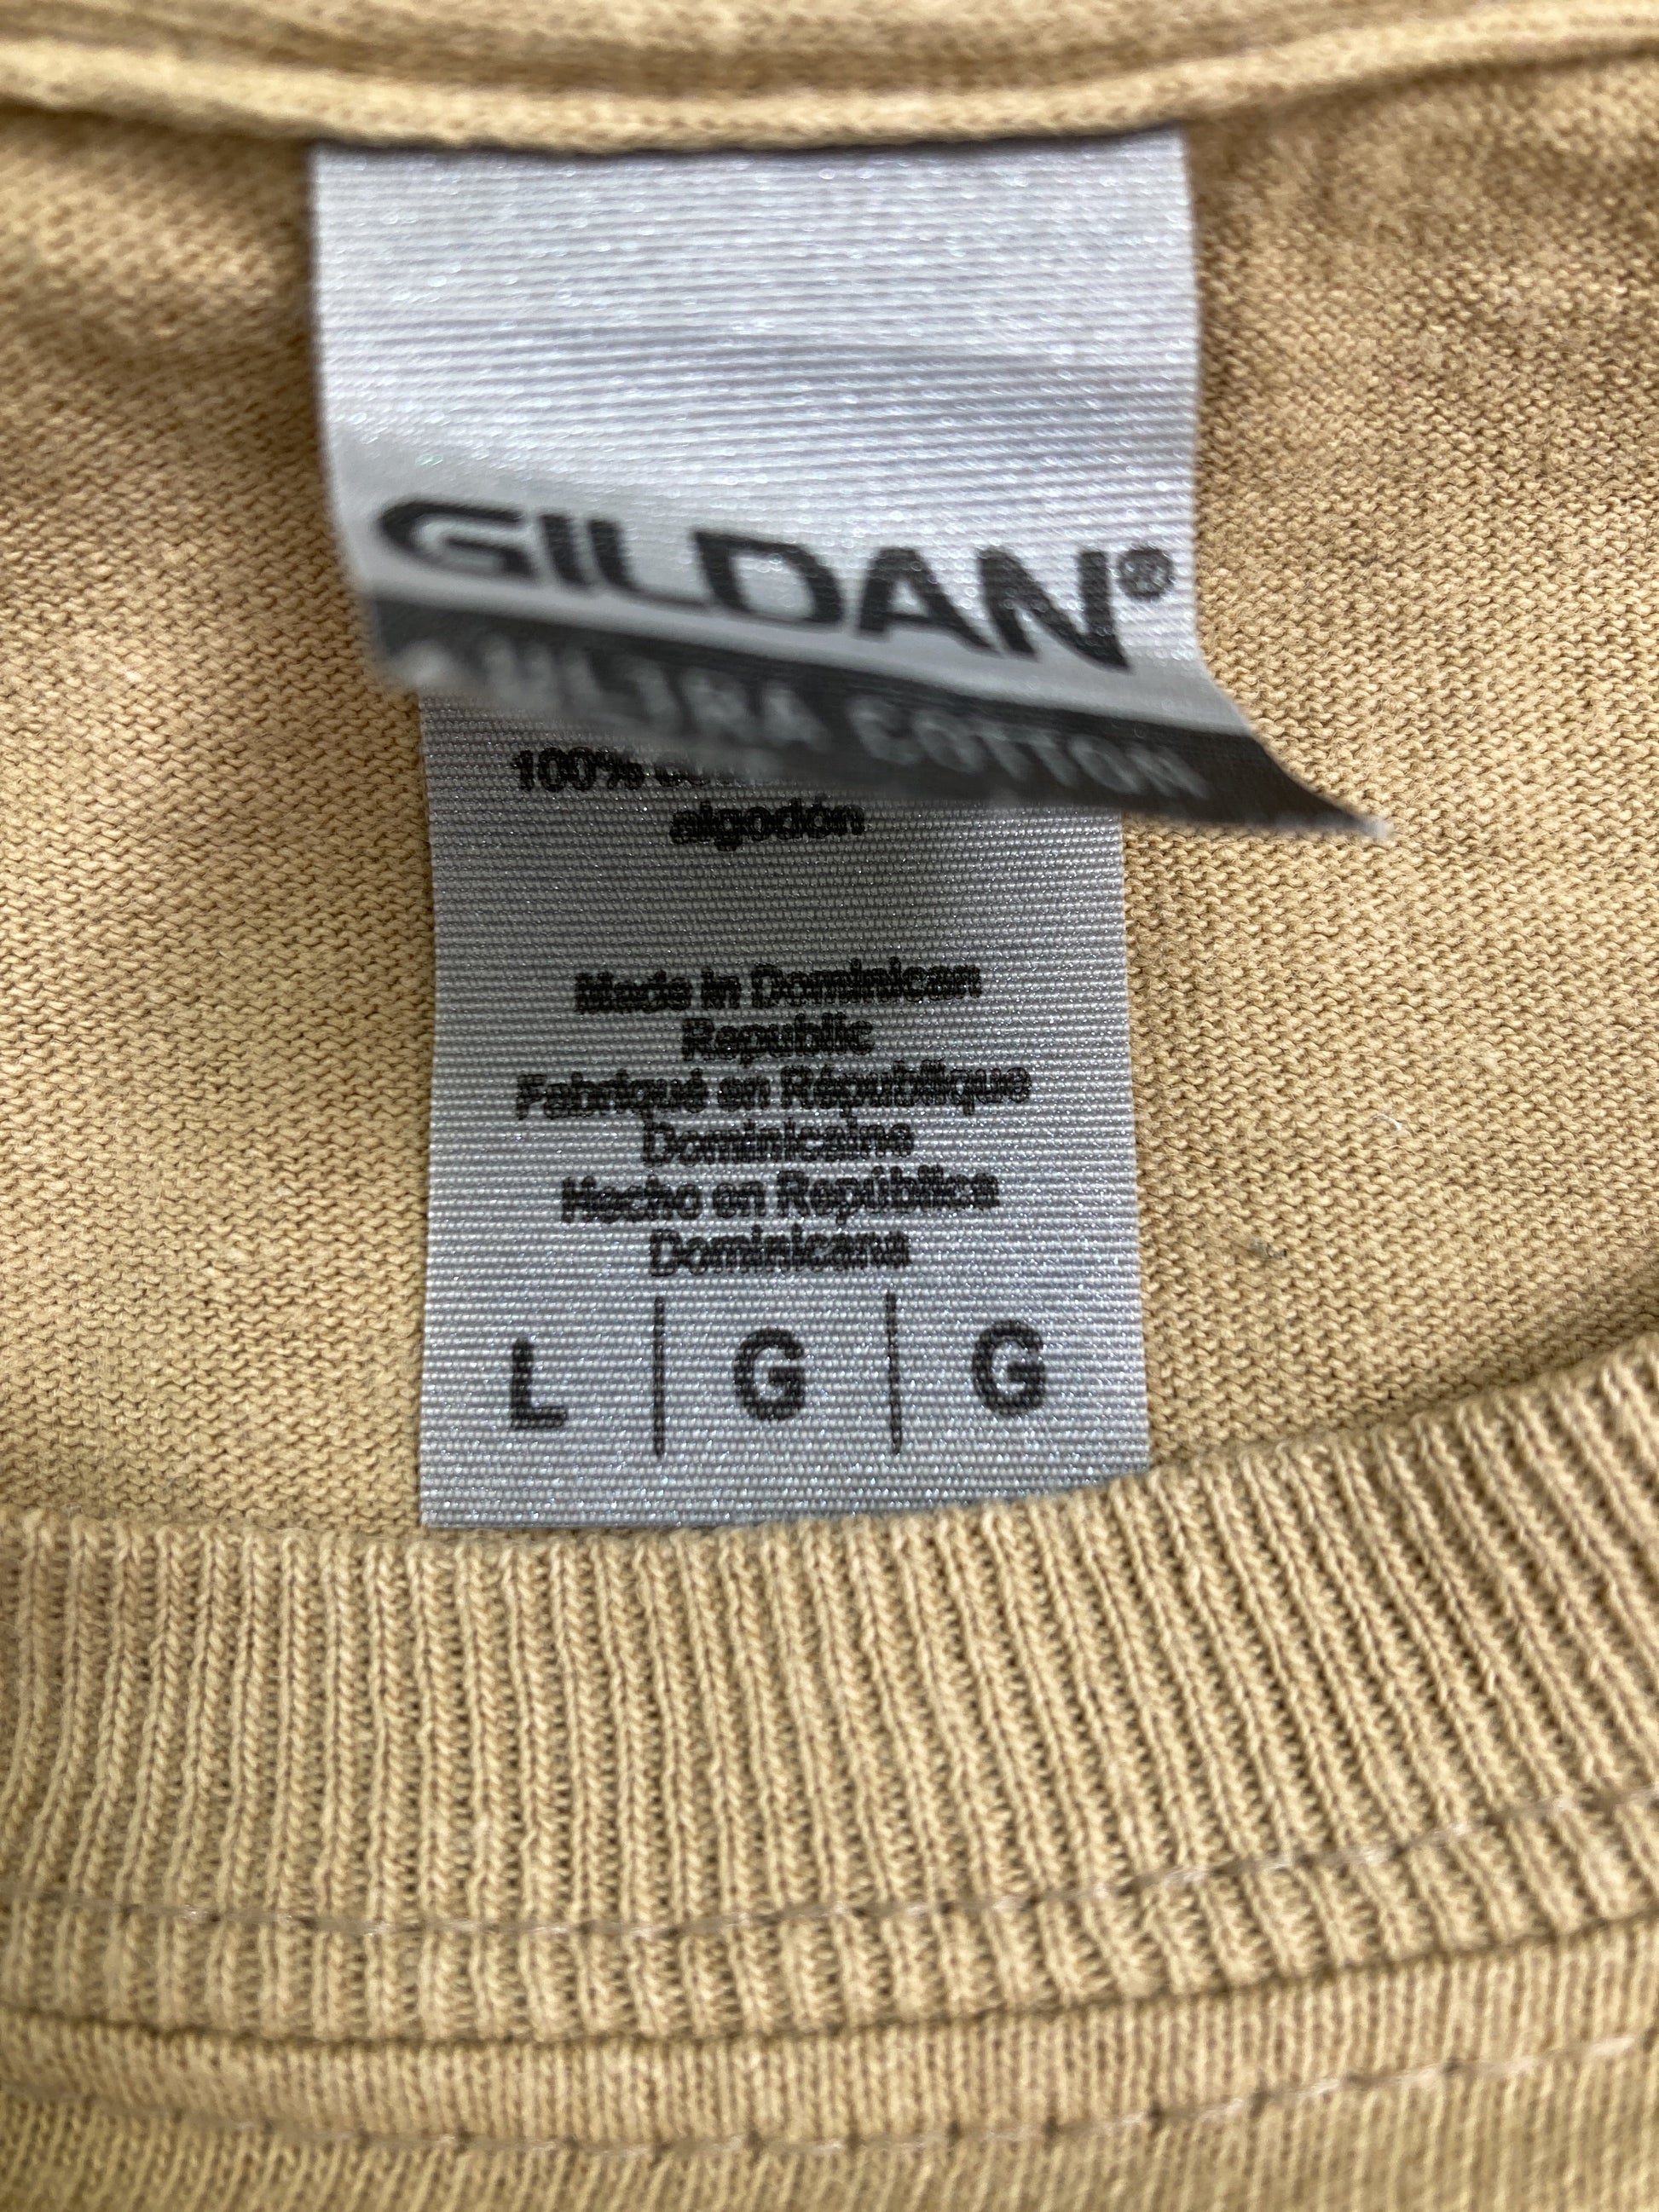 GILDAN®
ULTRA COTTON
100%
algodón
Made in Dominican
Republic
Fabriqué en République
Dominicaine
Hecho en República
Dominicana
L | G | G